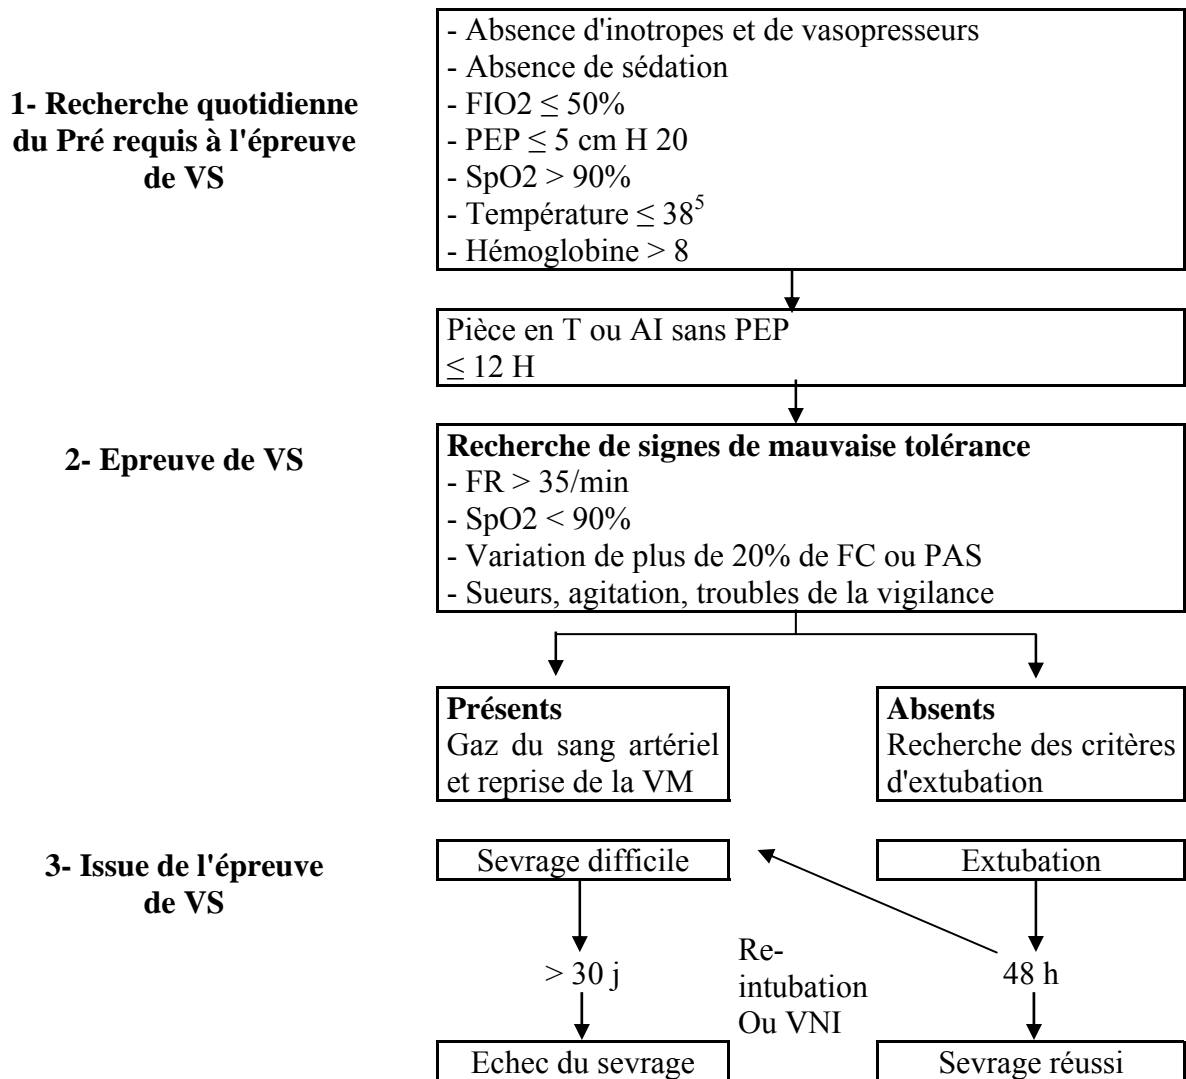 1- Recherche quotidienne
du Pré requis à l'épreuve
de VS
- Absence d'inotropes et de vasopresseurs
- Absence de sédation
- FIO2 ≤ 50%
- PEP ≤ 5 cm H 20
- SpO2 > 90%
- Température ≤ 38⁵
- Hémoglobine > 8
Pièce en T ou AI sans PEP
≤ 12 H
2- Epreuve de VS
Recherche de signes de mauvaise tolérance
- FR > 35/min
- SpO2 < 90%
- Variation de plus de 20% de FC ou PAS
- Sueurs, agitation, troubles de la vigilance
Présents
Gaz du sang artériel
et reprise de la VM
Absents
Recherche des critères
d'extubation
3- Issue de l'épreuve
de VS
Sevrage difficile
Extubation
> 30 j
Re-
intubation
Ou VNI
48 h
Echec du sevrage
Sevrage réussi